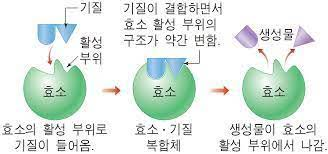 기질
활성
부위
효소
효소의 활성 부위로
기질이 들어옴.
기질이 결합하면서
효소 활성 부위의
구조가 약간 변함.
효소
효소·기질
복합체
생성물
효소
생성물이 효소의
활성 부위에서 나감.